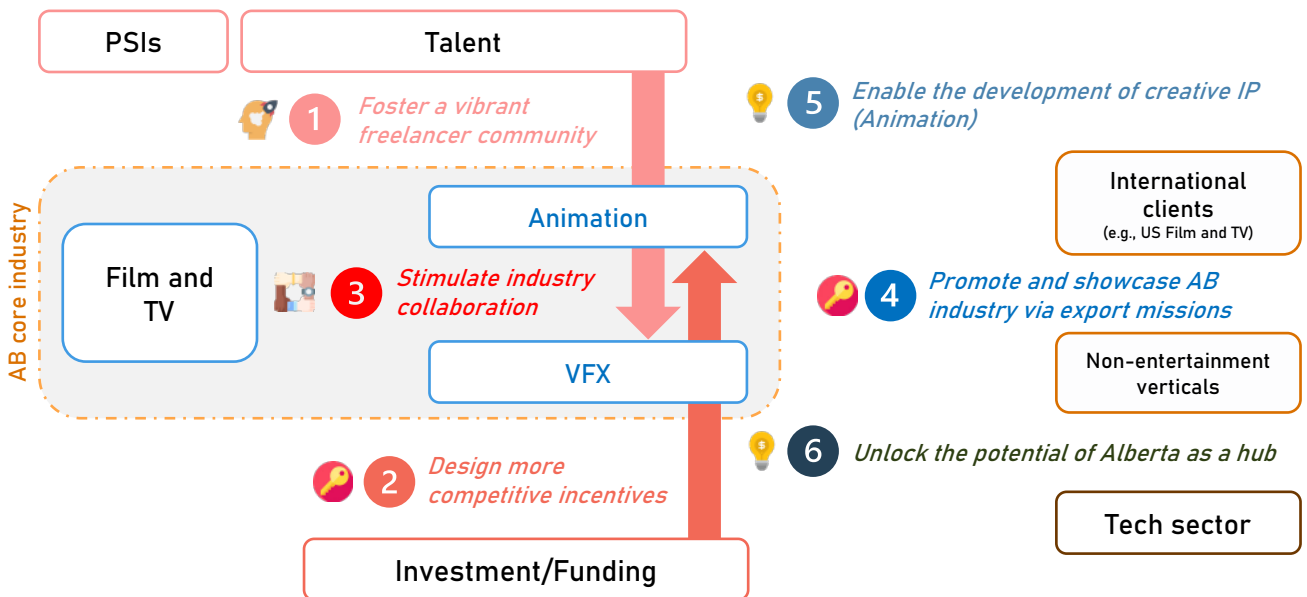 PSIs
Talent
1
Foster a vibrant
freelancer community
5
Enable the development of creative IP
(Animation)
AB core industry
Film and
TV
3
Stimulate industry
collaboration
Animation
VFX
International
clients
(e.g., US Film and TV)
4
Promote and showcase AB
industry via export missions
Non-entertainment
verticals
2
Design more
competitive incentives
6
Unlock the potential of Alberta as a hub
Tech sector
Investment/Funding